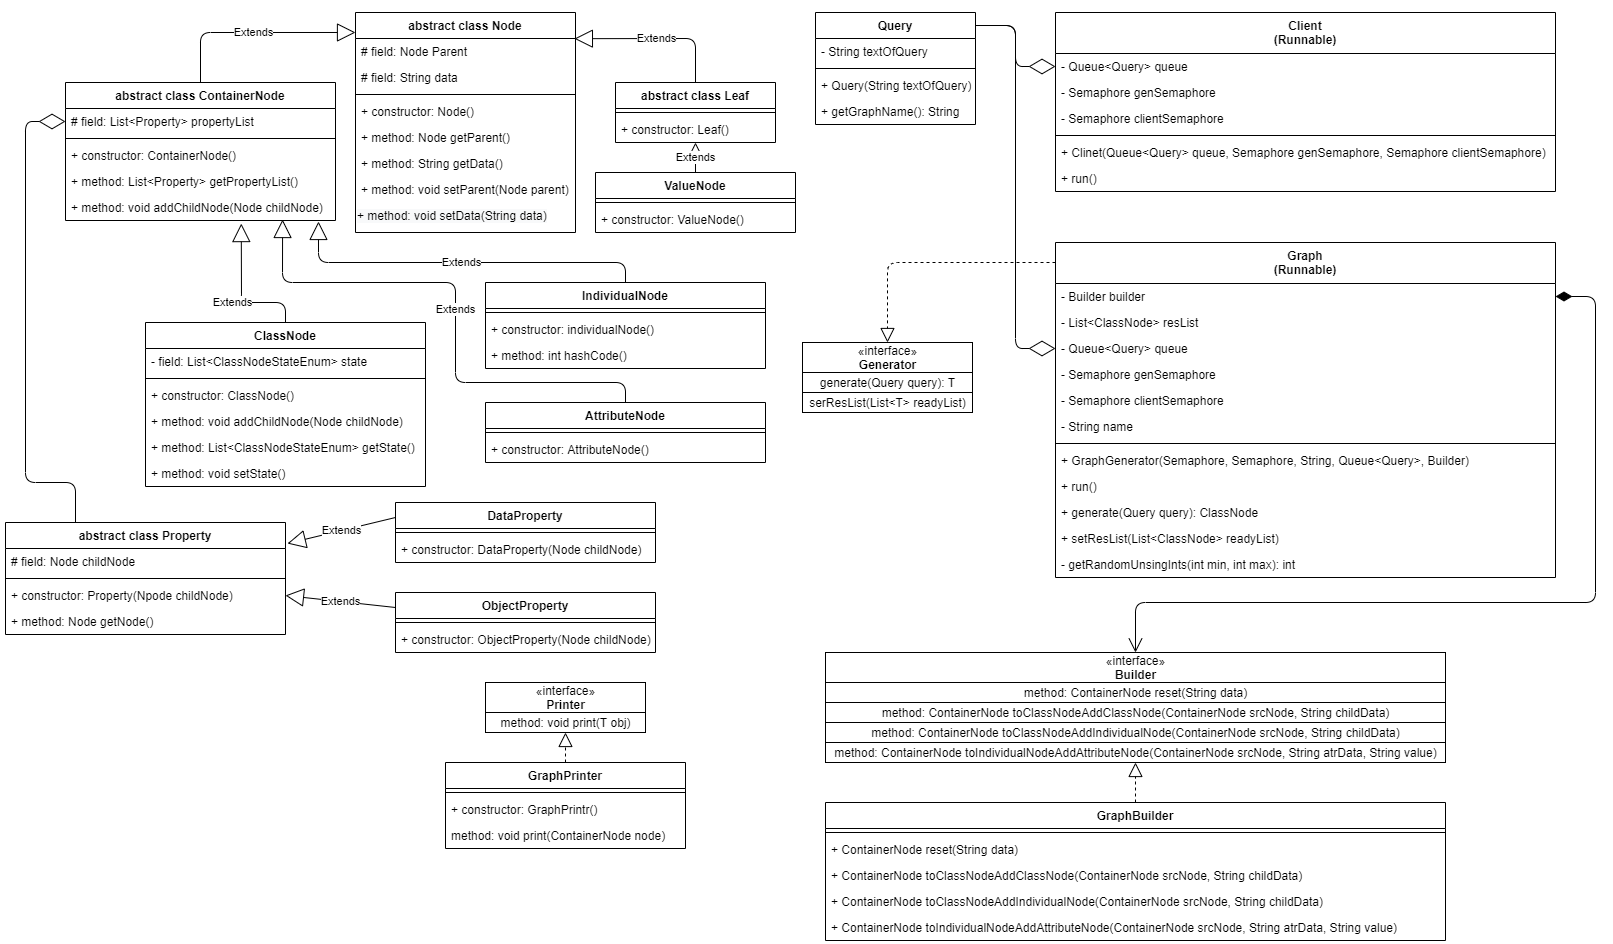 abstract class Node
# field: Node Parent
# field: String data
+ constructor: Node()
+ method: Node getParent()
+ method: String getData()
+ method: void setParent(Node parent)
+ method: void setData(String data)
Extends
abstract class ContainerNode
# field: List<Property> propertyList
+ constructor: ContainerNode()
+ method: List<Property> getPropertyList()
+ method: void addChildNode(Node childNode)
Extends
abstract class Leaf
+ constructor: Leaf()
Extends
ValueNode
+ constructor: ValueNode()
Extends
IndividualNode
+ constructor: individualNode()
+ method: int hashCode()
Extends
AttributeNode
+ constructor: AttributeNode()
Extends
ClassNode
- field: List<ClassNodeStateEnum> state
+ constructor: ClassNode()
+ method: void addChildNode(Node childNode)
+ method: List<ClassNodeStateEnum> getState()
+ method: void setState()
abstract class Property
# field: Node childNode
+ constructor: Property(Npode childNode)
+ method: Node getNode()
Extends
DataProperty
+ constructor: DataProperty(Node childNode)
Extends
ObjectProperty
+ constructor: ObjectProperty(Node childNode)
«interface»
Printer
method: void print(T obj)
GraphPrinter
+ constructor: GraphPrintr()
method: void print(ContainerNode node)
Query
- String textOfQuery
+ Query(String textOfQuery)
+ getGraphName(): String
Client
(Runnable)
- Queue<Query> queue
- Semaphore genSemaphore
- Semaphore clientSemaphore
+ Clinet(Queue<Query> queue, Semaphore genSemaphore, Semaphore clientSemaphore)
+ run()
«interface»
Generator
generate(Query query): T
serResList(List<T> readyList)
Graph
(Runnable)
- Builder builder
- List<ClassNode> resList
- Queue<Query> queue
- Semaphore genSemaphore
- Semaphore clientSemaphore
- String name
+ GraphGenerator(Semaphore, Semaphore, String, Queue<Query>, Builder)
+ run()
+ generate(Query query): ClassNode
+ setResList(List<ClassNode> readyList)
- getRandomUnsingInts(int min, int max): int
«interface»
Builder
method: ContainerNode reset(String data)
method: ContainerNode toClassNodeAddClassNode(ContainerNode srcNode, String childData)
method: ContainerNode toClassNodeAddIndividualNode(ContainerNode srcNode, String childData)
method: ContainerNode toIndividualNodeAddAttributeNode(ContainerNode srcNode, String atrData, String value)
GraphBuilder
+ ContainerNode reset(String data)
+ ContainerNode toClassNodeAddClassNode(ContainerNode srcNode, String childData)
+ ContainerNode toClassNodeAddIndividualNode(ContainerNode srcNode, String childData)
+ ContainerNode toIndividualNodeAddAttributeNode(ContainerNode srcNode, String atrData, String value)